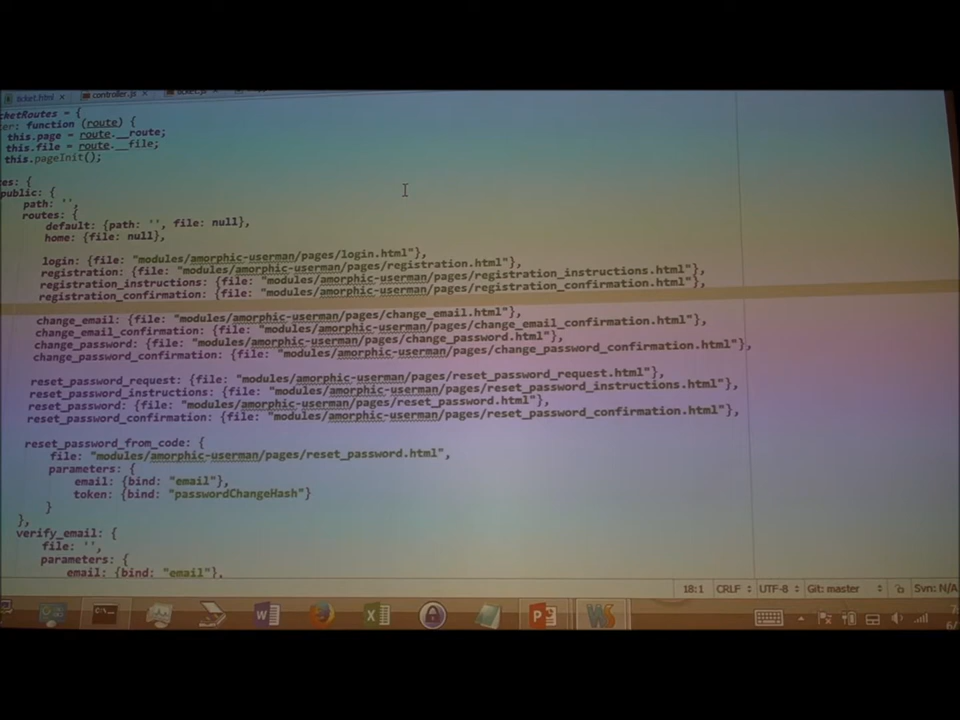 ticket.html × controller.js ×
cketRoutes = {
ter: function (route) {
this.page = route.__route;
this.file = route.__file;
this.pageInit();
tes: {
public: {
path: '',
routes: {
default: {path: '', file: null},
home: {file: null},
login: {file: "modules/amorphic-userman/pages/login.html"},
registration: {file: "modules/amorphic-userman/pages/registration.html"},
registration_instructions: {file: "modules/amorphic-userman/pages/registration_instructions.html"},
registration_confirmation: {file: "modules/amorphic-userman/pages/registration_confirmation.html"},
change_email: {file: "modules/amorphic-userman/pages/change_email.html"},
change_email_confirmation: {file: "modules/amorphic-userman/pages/change_email_confirmation.html"},
change_password: {file: "modules/amorphic-userman/pages/change_password.html"},
change_password_confirmation: {file: "modules/amorphic-userman/pages/change_password_confirmation.html"},
reset_password_request: {file: "modules/amorphic-userman/pages/reset_password_request.html"},
reset_password_instructions: {file: "modules/amorphic-userman/pages/reset_password_instructions.html"},
reset_password: {file: "modules/amorphic-userman/pages/reset_password.html"},
reset_password_confirmation: {file: "modules/amorphic-userman/pages/reset_password_confirmation.html"},
reset_password_from_code: {
file: "modules/amorphic-userman/pages/reset_password.html",
parameters: {
email: {bind: "email"},
token: {bind: "passwordChangeHash"}
}
},
verify_email: {
file: '',
parameters: {
email: {bind: "email"},
18:1 CRLF UTF-8 Git: master Svn: N/A